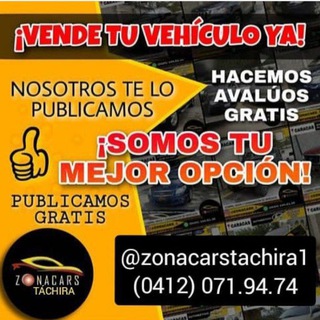 ¡VENDE TU VEHÍCULO YA!
NOSOTROS TE LO
PUBLICAMOS
HACEMOS
AVALÚOS
GRATIS
¡SOMOS TU
MEJOR OPCIÓN!
PUBLICAMOS
GRATIS
ZONACARS
TÁCHIRA
@zonacarstachira1
(0412) 071.94.74